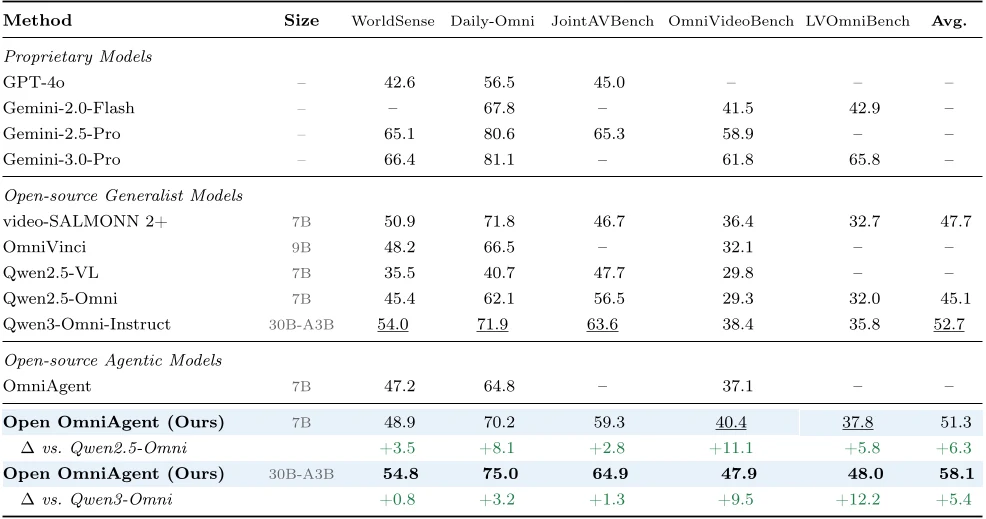 Method Size WorldSense Daily-Omni JointAVBench OmniVideoBench LVOmniBench Avg.
Proprietary Models
GPT-4o – 42.6 56.5 45.0 – – –
Gemini-2.0-Flash – – 67.8 – 41.5 42.9 –
Gemini-2.5-Pro – 65.1 80.6 65.3 58.9 – –
Gemini-3.0-Pro – 66.4 81.1 – 61.8 65.8 –
Open-source Generalist Models
video-SALMONN 2+ 7B 50.9 71.8 46.7 36.4 32.7 47.7
OmniVinci 9B 48.2 66.5 – 32.1 – –
Qwen2.5-VL 7B 35.5 40.7 47.7 29.8 – –
Qwen2.5-Omni 7B 45.4 62.1 56.5 29.3 32.0 45.1
Qwen3-Omni-Instruct 30B-A3B 54.0 71.9 63.6 38.4 35.8 52.7
Open-source Agentic Models
OmniAgent 7B 47.2 64.8 – 37.1 – –
Open OmniAgent (Ours) 7B 48.9 70.2 59.3 40.4 37.8 51.3
Δ vs. Qwen2.5-Omni +3.5 +8.1 +2.8 +11.1 +5.8 +6.3
Open OmniAgent (Ours) 30B-A3B 54.8 75.0 64.9 47.9 48.0 58.1
Δ vs. Qwen3-Omni +0.8 +3.2 +1.3 +9.5 +12.2 +5.4